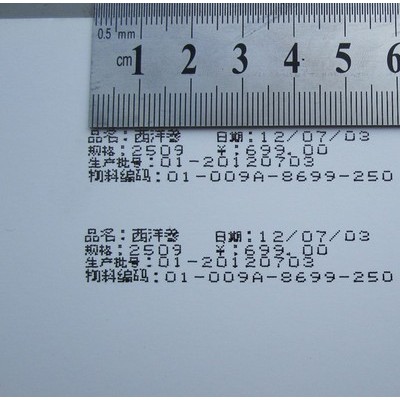 0.5 mm
cm 1 2 3 4 5 6
品名:西洋参 日期:12/07/03
规格:250g ¥:699.00
生产批号:01-20120703
物料编码:01-009A-8699-250
品名:西洋参 日期:12/07/03
规格:250g ¥:699.00
生产批号:01-20120703
物料编码:01-009A-8699-250